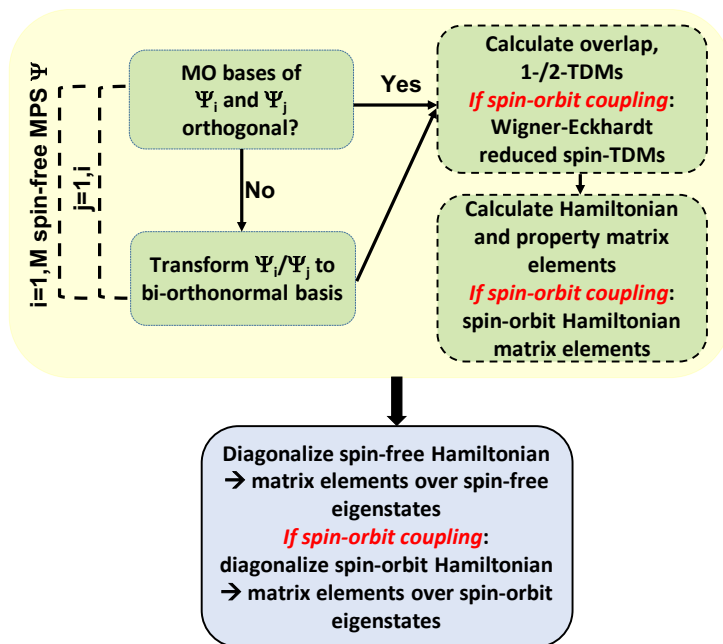 i=1,M spin-free MPS Ψ
j=1,i
MO bases of
Ψi and Ψj
orthogonal?
Yes
No
Transform Ψi/Ψj to
bi-orthonormal basis
Calculate overlap,
1-/2-TDMs
If spin-orbit coupling:
Wigner-Eckhardt
reduced spin-TDMs
Calculate Hamiltonian
and property matrix
elements
If spin-orbit coupling:
spin-orbit Hamiltonian
matrix elements
Diagonalize spin-free Hamiltonian
→ matrix elements over spin-free
eigenstates
If spin-orbit coupling:
diagonalize spin-orbit Hamiltonian
→ matrix elements over spin-orbit
eigenstates